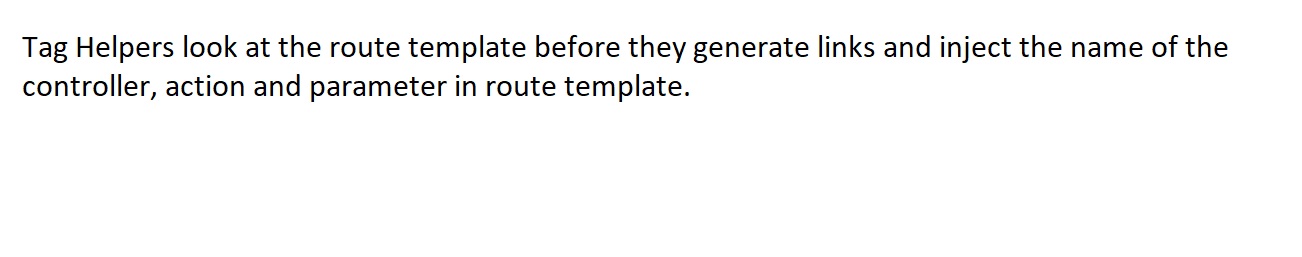 Tag Helpers look at the route template before they generate links and inject the name of the
controller, action and parameter in route template.